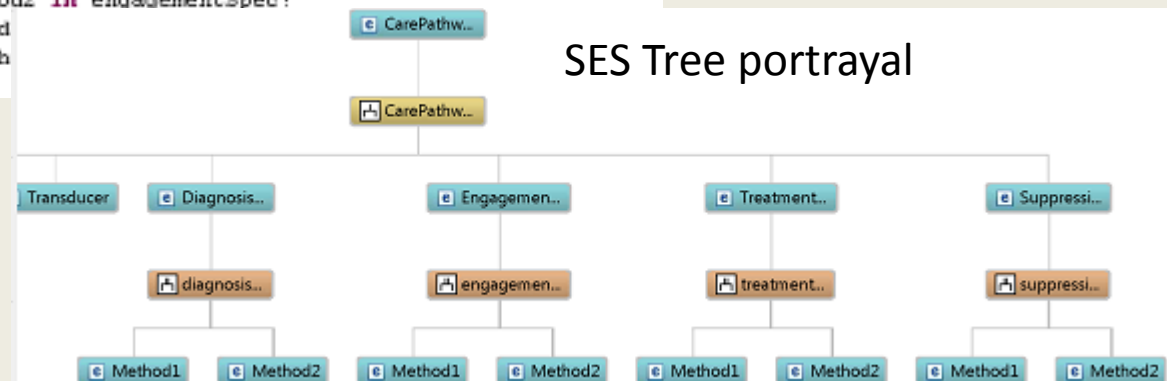 in engagementSpec!
CarePathw...
SES Tree portrayal
CarePathw...
Transducer
Diagnosis...
Engagemen...
Treatment...
Suppressi...
diagnosis...
engagemen...
treatment...
suppressi...
Method1
Method2
Method1
Method2
Method1
Method2
Method1
Method2